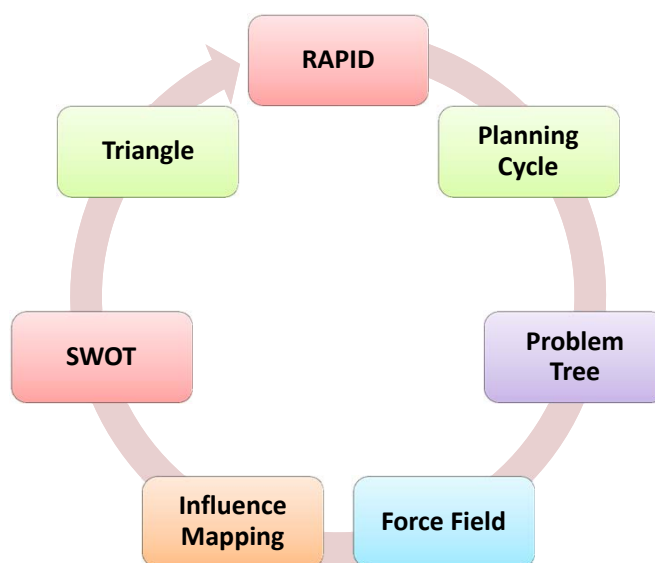 RAPID
Planning
Cycle
Problem
Tree
Force Field
Influence
Mapping
SWOT
Triangle